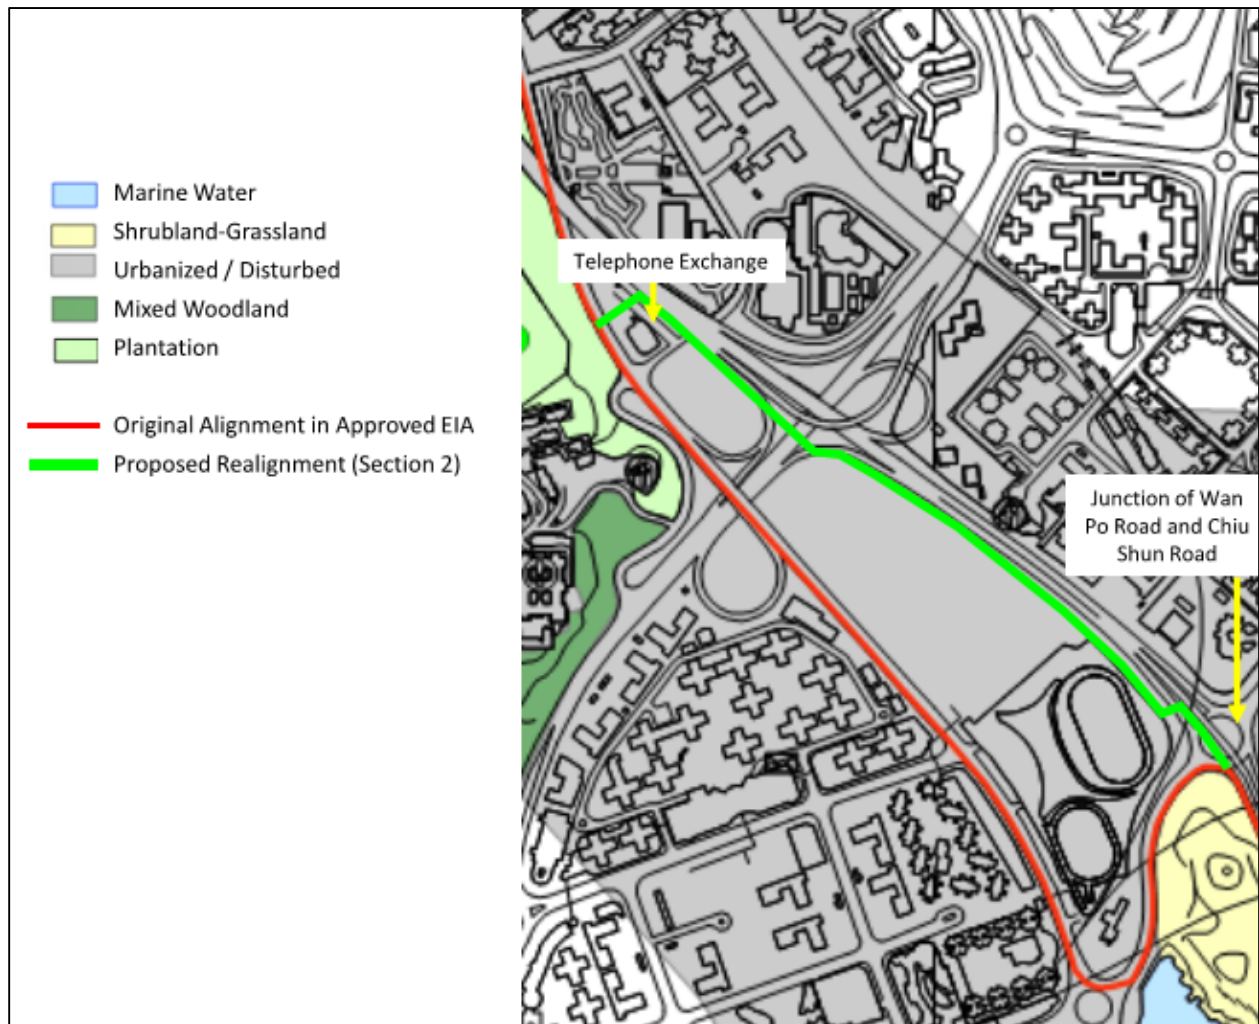 Marine Water
Shrubland-Grassland
Urbanized / Disturbed
Mixed Woodland
Plantation
Original Alignment in Approved EIA
Proposed Realignment (Section 2)
Telephone Exchange
Junction of Wan
Po Road and Chiu
Shun Road